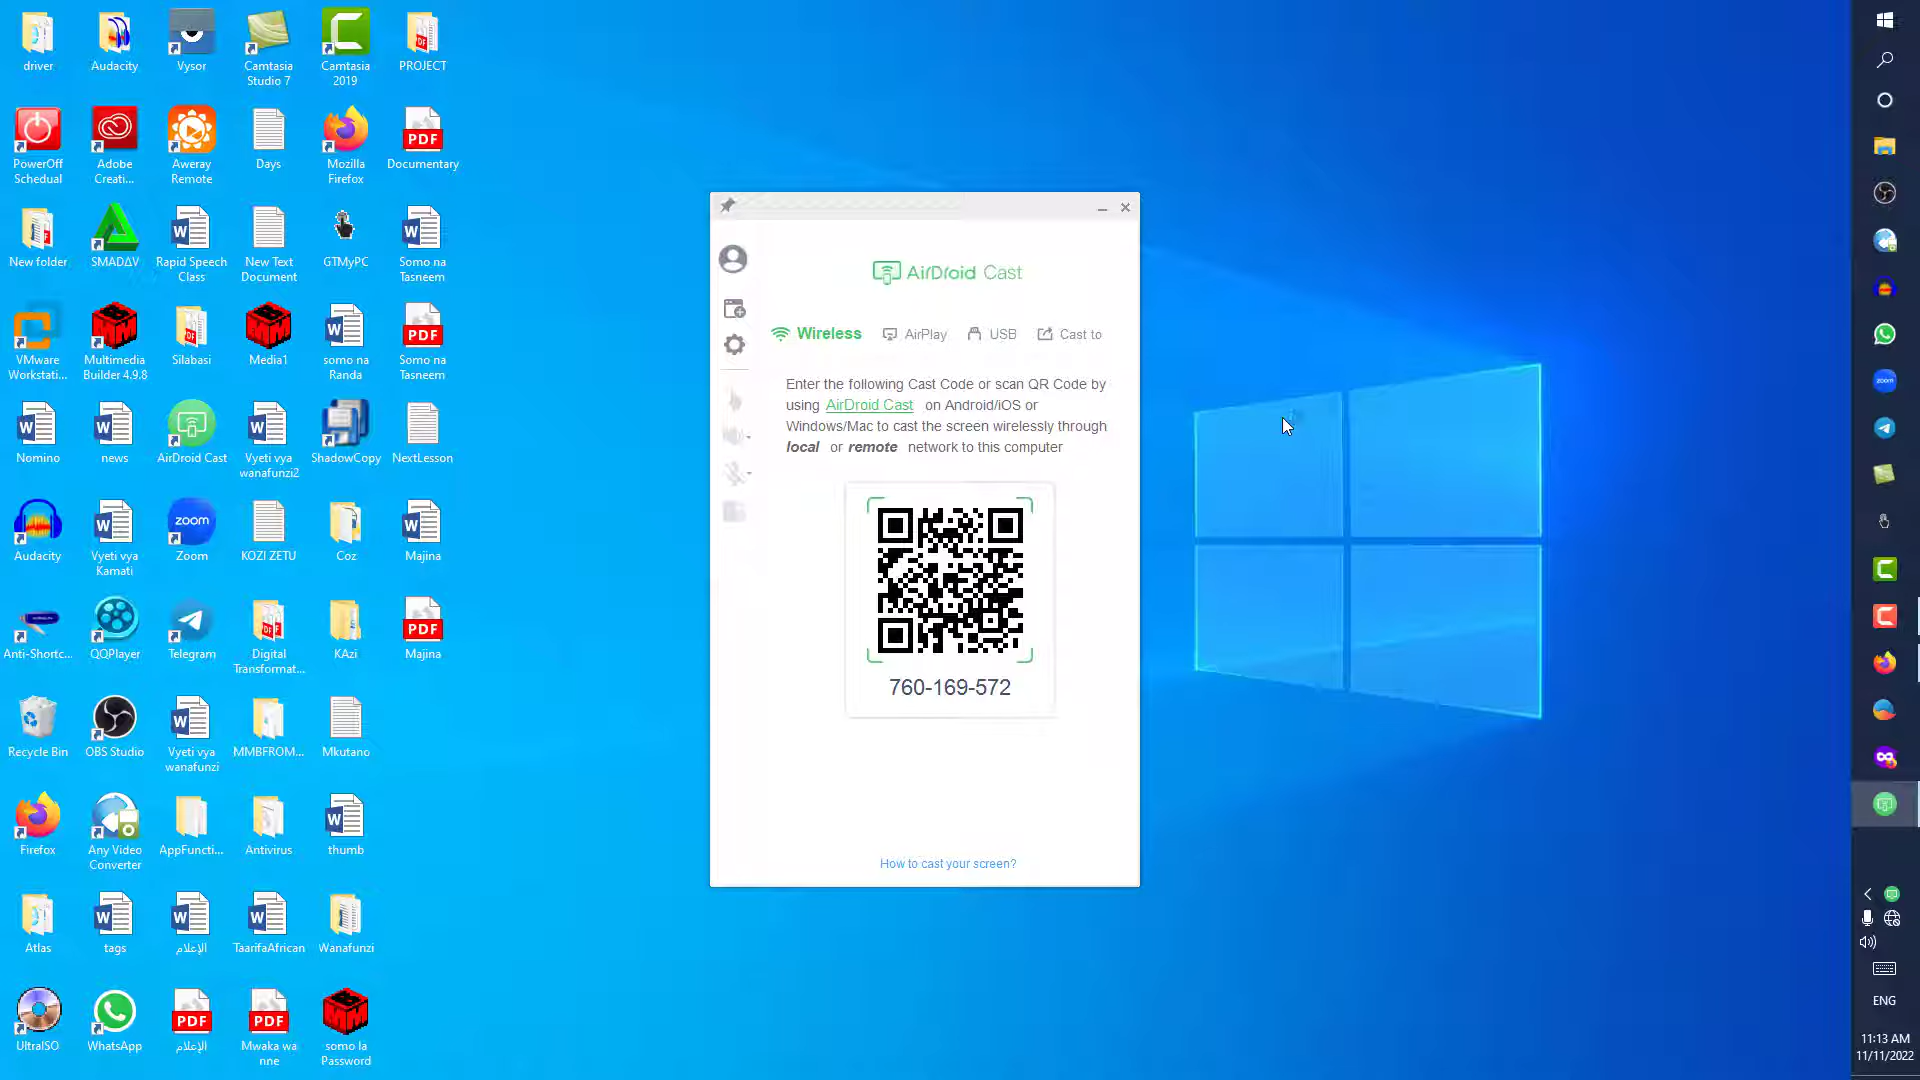 driver
Audacity
Vysor
Camtasia
Studio 7
Camtasia
2019
PROJECT
PowerOff
Schedual
Adobe
Creati...
Aweray
Remote
Days
Mozilla
Firefox
PDF
Documentary
New folder
SMADΔV
Rapid Speech
Class
New Text
Document
GTMyPC
Somo na
Tasneem
VMware
Workstati...
Multimedia
Builder 4.9.8
Silabasi
Media1
somo na
Randa
PDF
Somo na
Tasneem
Nomino
news
AirDroid Cast
Vyeti vya
wanafunzi2
ShadowCopy
NextLesson
Audacity
Vyeti vya
Kamati
zoom
Zoom
KOZI ZETU
Coz
Majina
Anti-Shortc...
QQPlayer
Telegram
Digital
Transformat...
KAzi
PDF
Majina
Recycle Bin
OBS Studio
Vyeti vya
wanafunzi
MMBFROM...
Mkutano
Firefox
Any Video
Converter
AppFuncti...
Antivirus
thumb
Atlas
tags
الإعلام
TaarifaAfrican
Wanafunzi
UltraISO
WhatsApp
PDF
الإعلام
PDF
Mwaka wa
nne
somo la
Password
AirDroid Cast
Wireless AirPlay USB Cast to
Enter the following Cast Code or scan QR Code by
using AirDroid Cast on Android/iOS or
Windows/Mac to cast the screen wirelessly through
local or remote network to this computer
760-169-572
How to cast your screen?
zoom
ENG
11:13 AM
11/11/2022